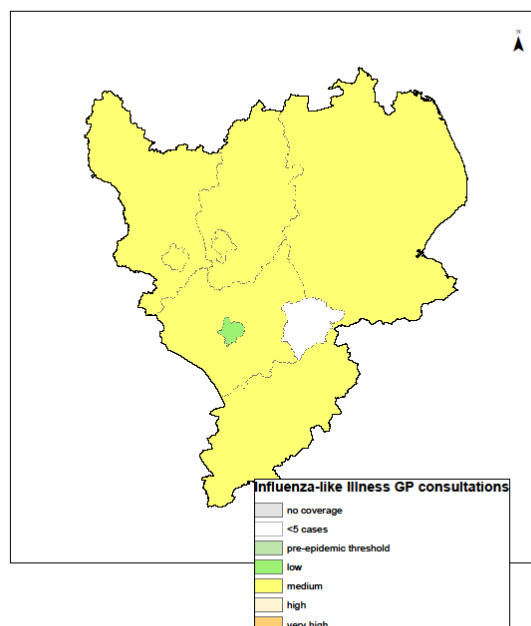 N
Influenza-like Illness GP consultations
no coverage
<5 cases
pre-epidemic threshold
low
medium
high
very high